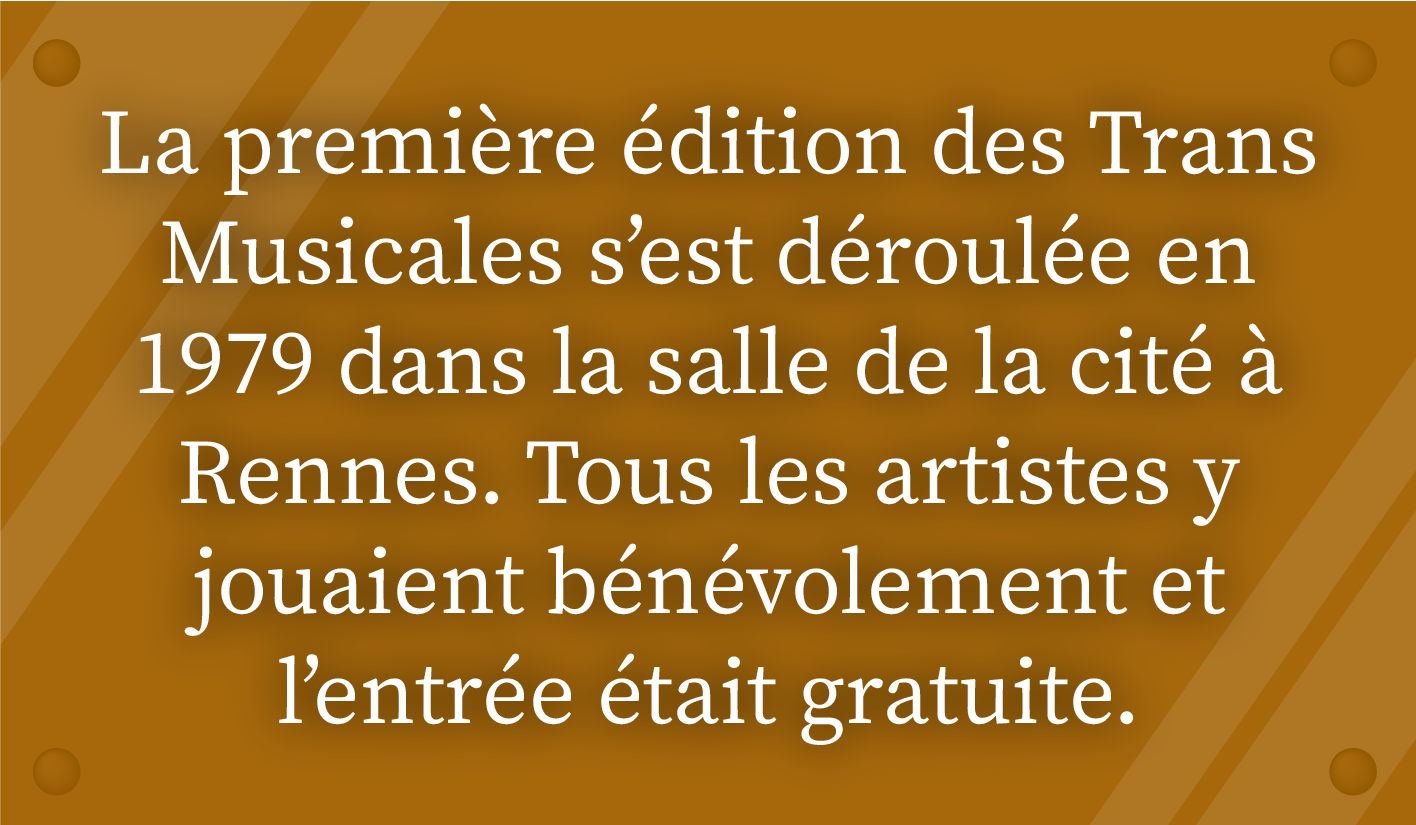 La première édition des Trans
Musicales s’est déroulée en
1979 dans la salle de la cité à
Rennes. Tous les artistes y
jouaient bénévolement et
l’entrée était gratuite.